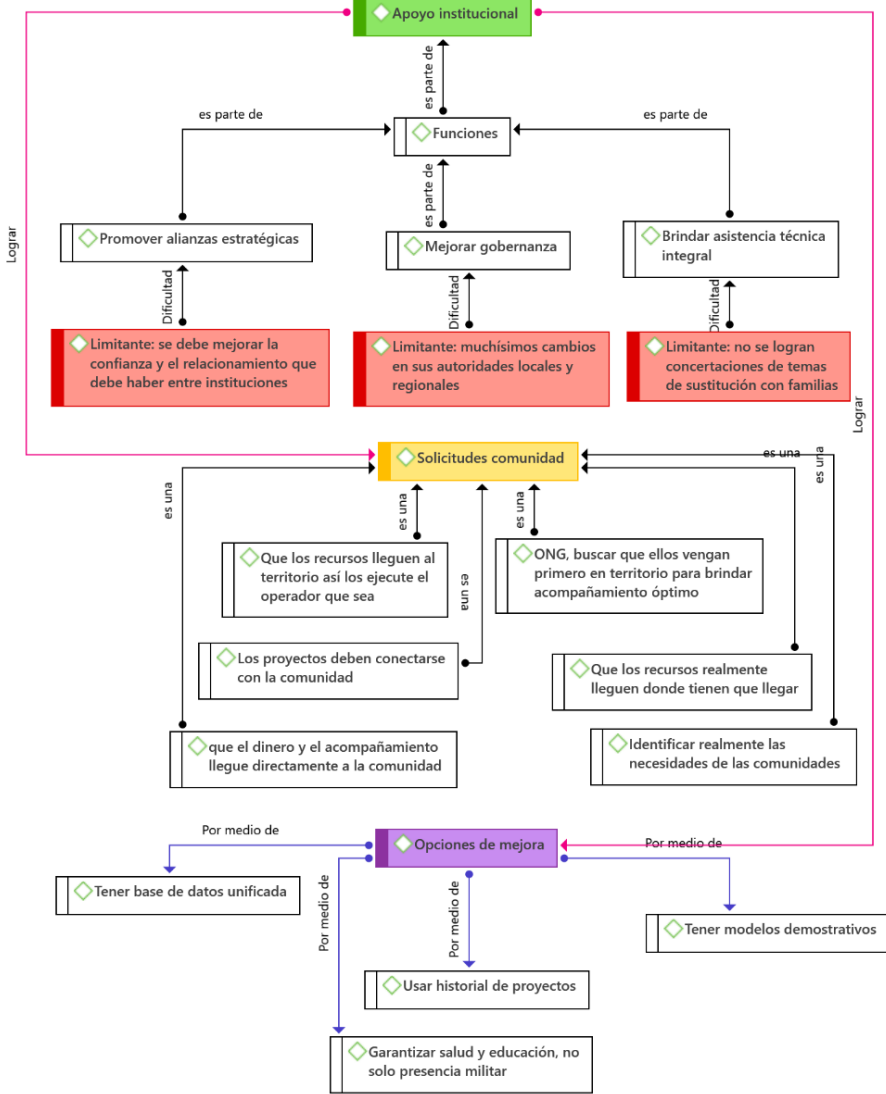 Apoyo institucional
es parte de
es parte de
es parte de
Funciones
es parte de
Lograr
Promover alianzas estratégicas
Mejorar gobernanza
Brindar asistencia técnica
integral
Dificultad
Dificultad
Dificultad
Limitante: se debe mejorar la
confianza y el relacionamiento que
debe haber entre instituciones
Limitante: muchísimos cambios
en sus autoridades locales y
regionales
Limitante: no se logran
concertaciones de temas
de sustitución con familias
Lograr
Solicitudes comunidad
es una
es una
es una
es una
es una
es una
Que los recursos lleguen al
territorio así los ejecute el
operador que sea
ONG, buscar que ellos vengan
primero en territorio para brindar
acompañamiento óptimo
Los proyectos deben conectarse
con la comunidad
Que los recursos realmente
lleguen donde tienen que llegar
que el dinero y el acompañamiento
llegue directamente a la comunidad
Identificar realmente las
necesidades de las comunidades
Por medio de
Opciones de mejora
Por medio de
Por medio de
Por medio de
Tener base de datos unificada
Tener modelos demostrativos
Usar historial de proyectos
Garantizar salud y educación, no
solo presencia militar